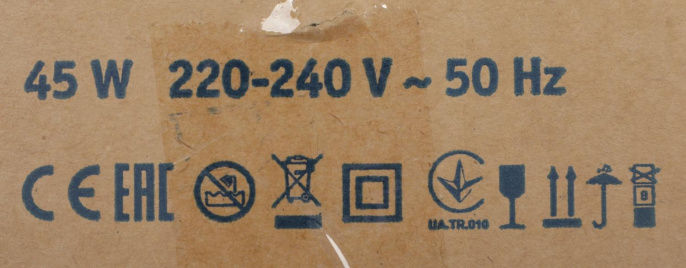 45 W 220-240 V ~ 50 Hz
CE EAC UA.TR.010 8